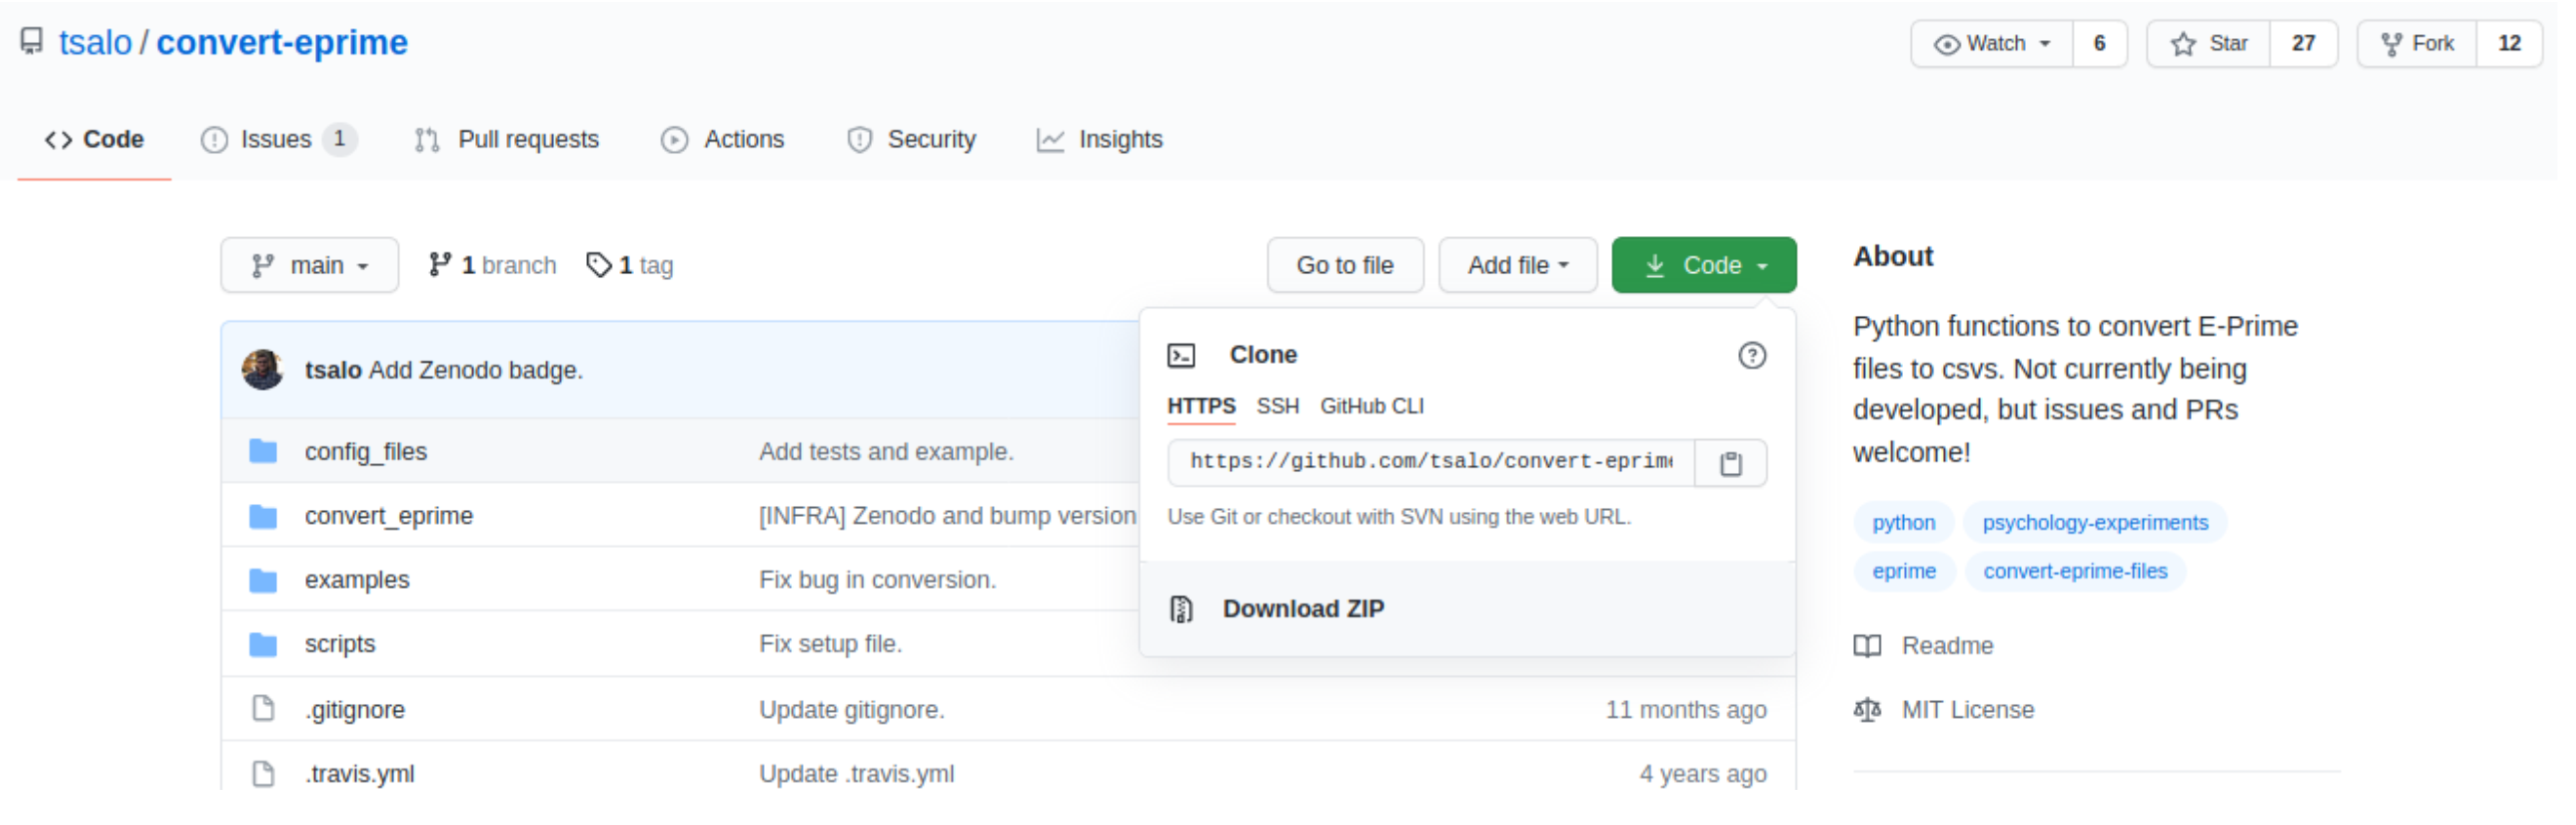 tsalo / convert-eprime
Watch 6 Star 27 Fork 12
Code Issues 1 Pull requests Actions Security Insights
main 1 branch 1 tag Go to file Add file Code
tsalo Add Zenodo badge.
config_files Add tests and example.
convert_eprime [INFRA] Zenodo and bump version
examples Fix bug in conversion.
scripts Fix setup file.
.gitignore Update gitignore. 11 months ago
.travis.yml Update .travis.yml 4 years ago
Clone
HTTPS SSH GitHub CLI
https://github.com/tsalo/convert-eprime
Use Git or checkout with SVN using the web URL.
Download ZIP
About
Python functions to convert E-Prime
files to csvs. Not currently being
developed, but issues and PRs
welcome!
python psychology-experiments
eprime convert-eprime-files
Readme
MIT License